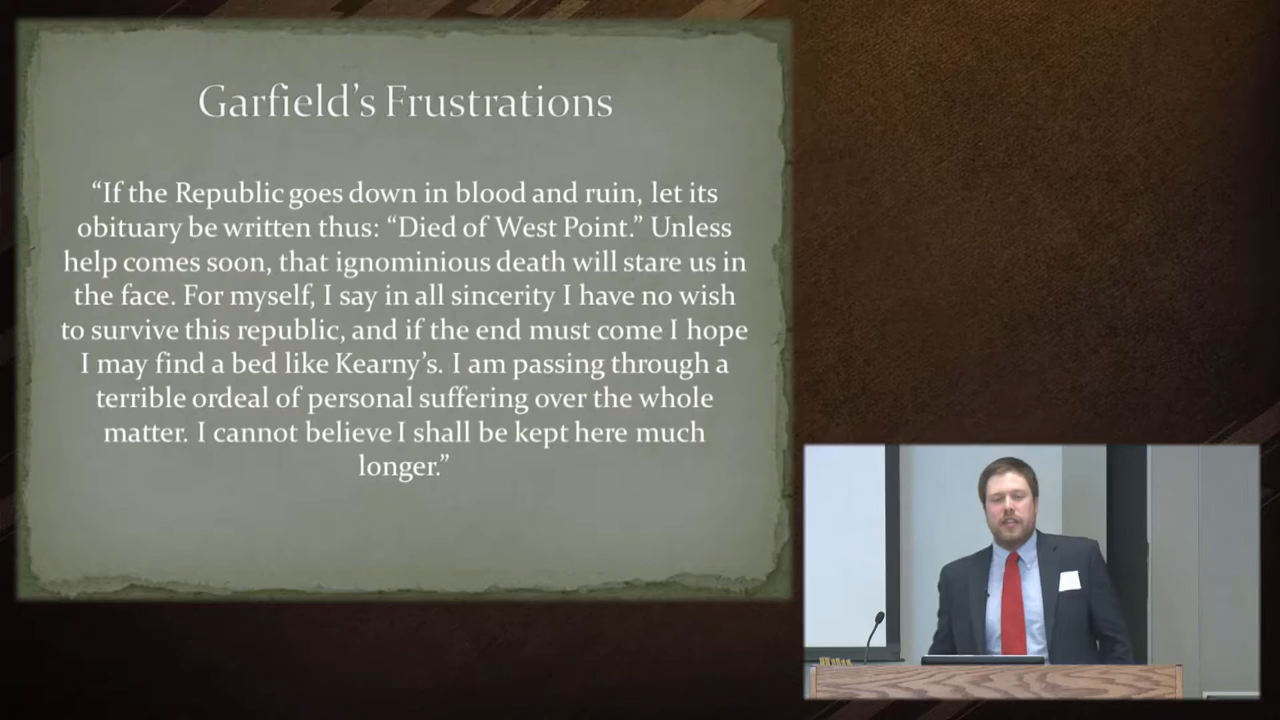 Garfield's Frustrations
“If the Republic goes down in blood and ruin, let its
obituary be written thus: “Died of West Point.” Unless
help comes soon, that ignominious death will stare us in
the face. For myself, I say in all sincerity I have no wish
to survive this republic, and if the end must come I hope
I may find a bed like Kearny’s. I am passing through a
terrible ordeal of personal suffering over the whole
matter. I cannot believe I shall be kept here much
longer.”